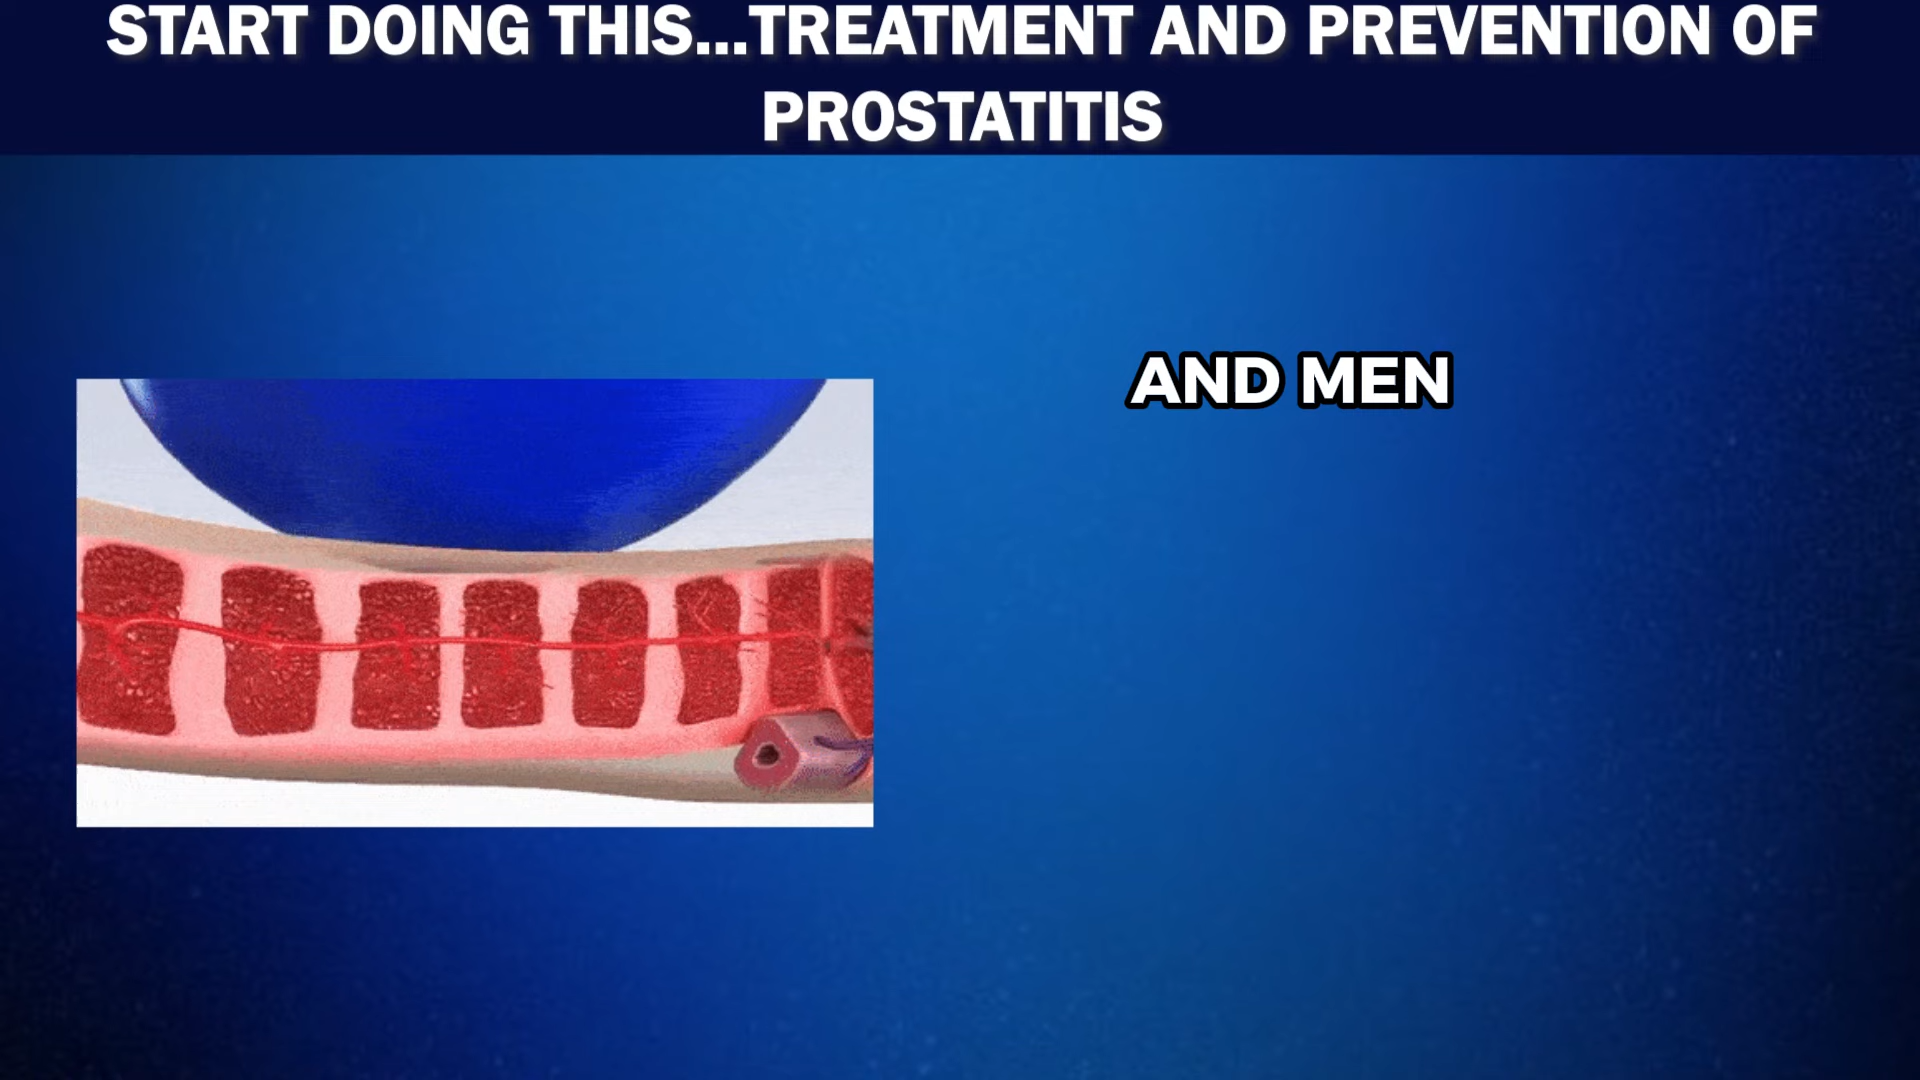 START DOING THIS...TREATMENT AND PREVENTION OF
PROSTATITIS
AND MEN